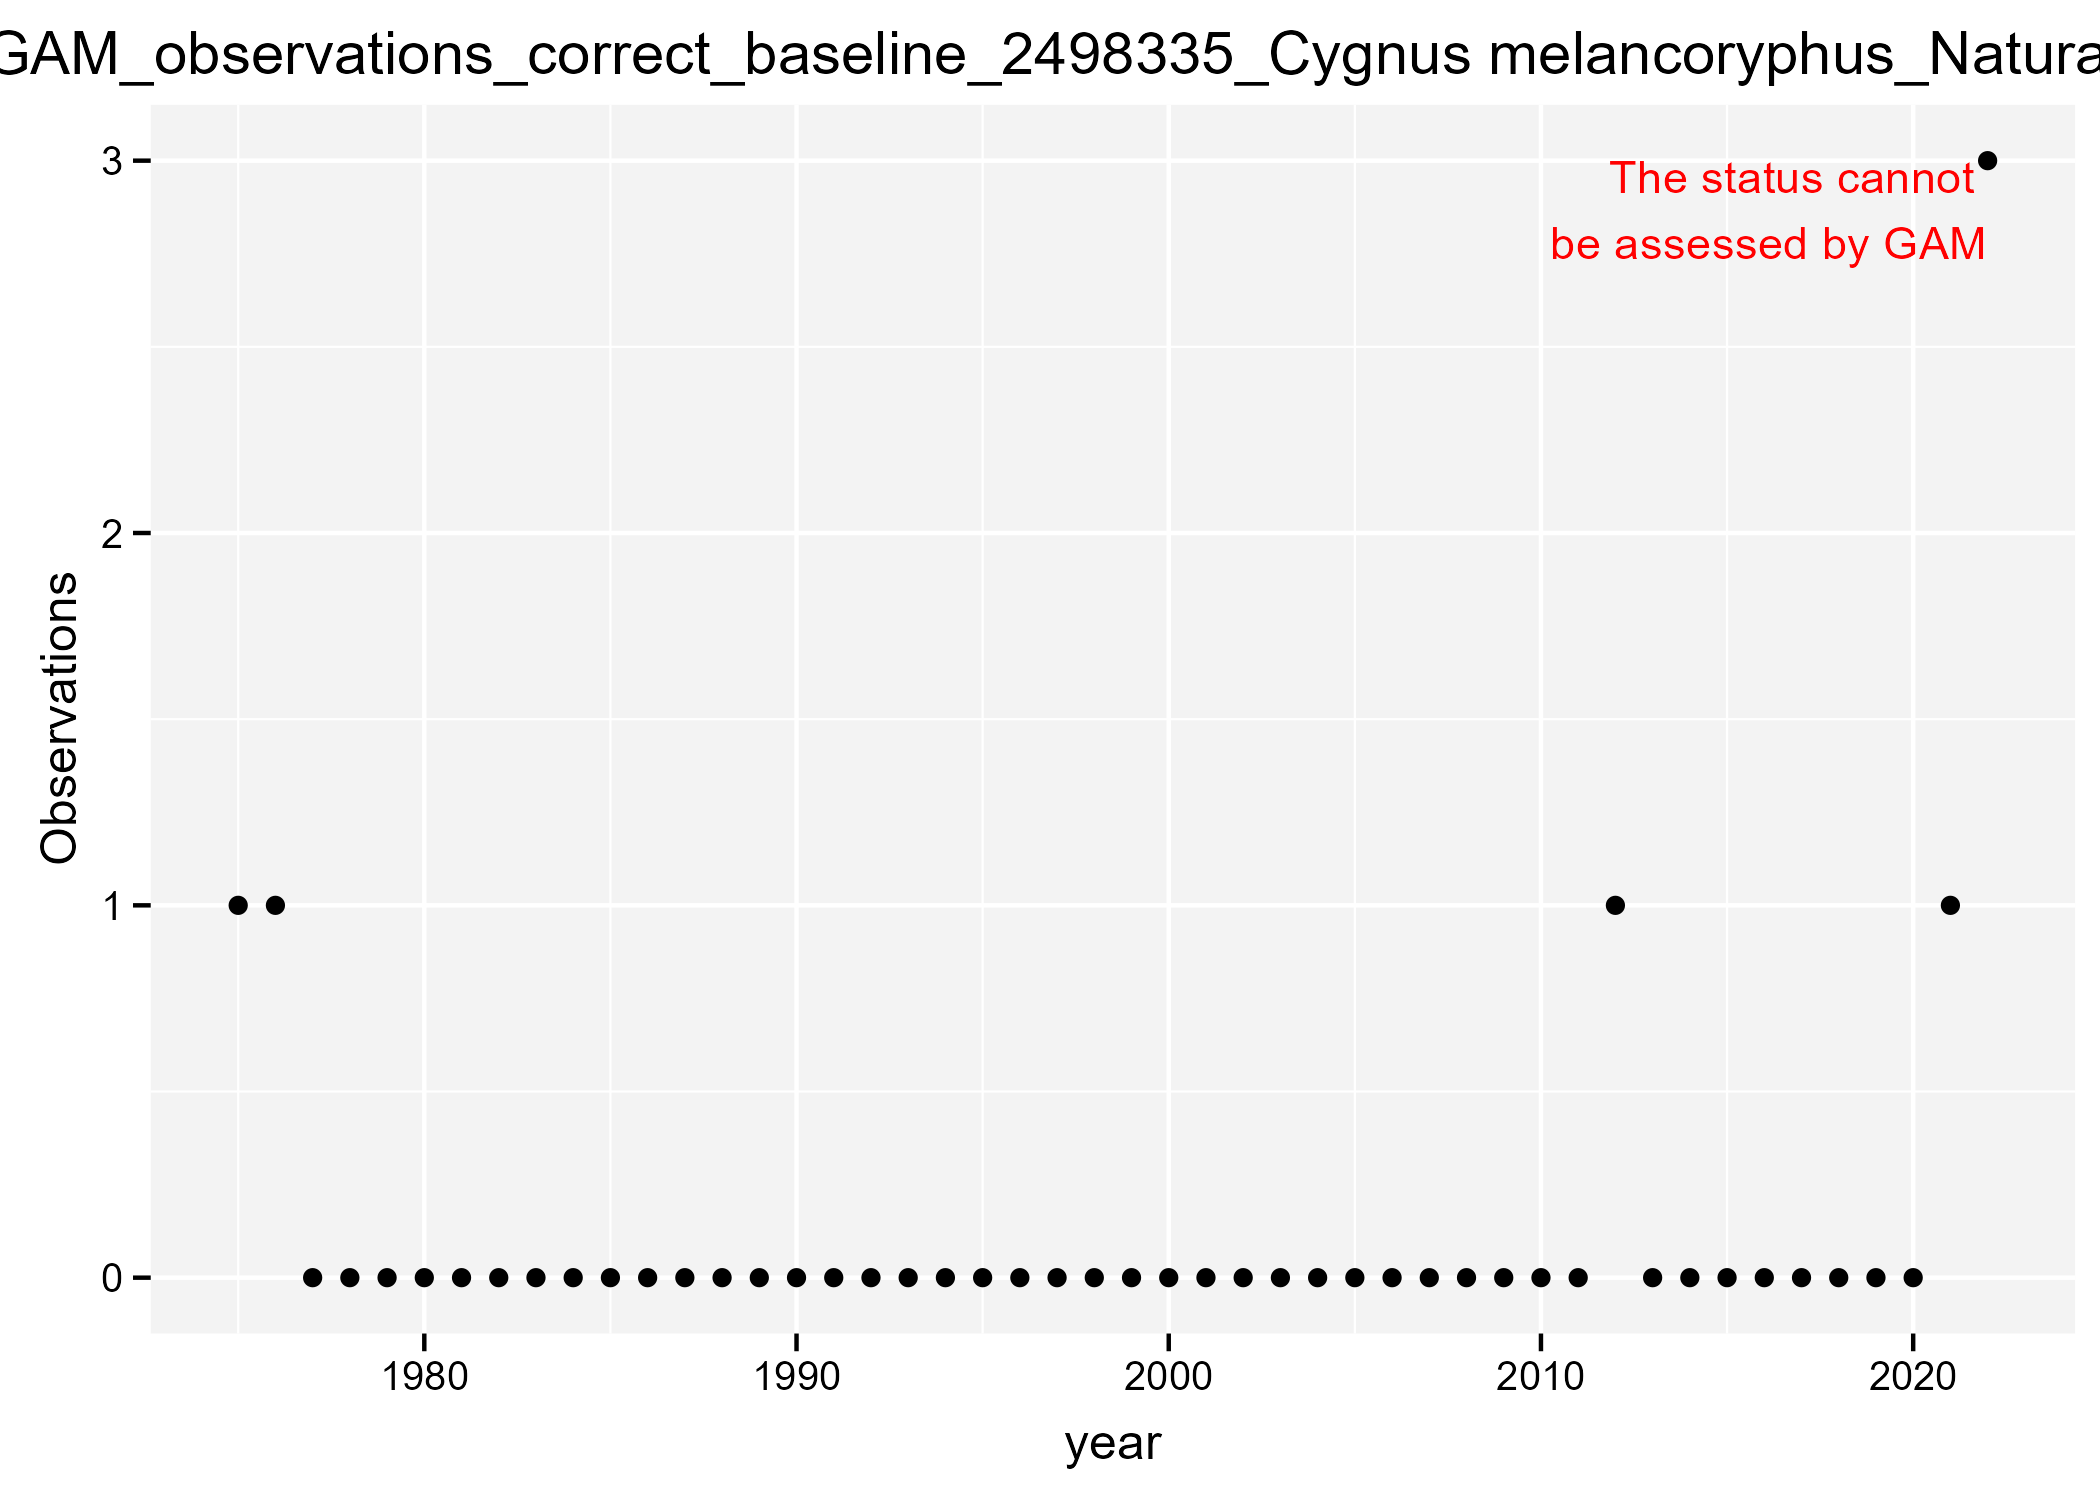 GAM_observations_correct_baseline_2498335_Cygnus melancoryphus_Natura
3
The status cannot
be assessed by GAM
2
Observations
1
0
1980 1990 2000 2010 2020
year